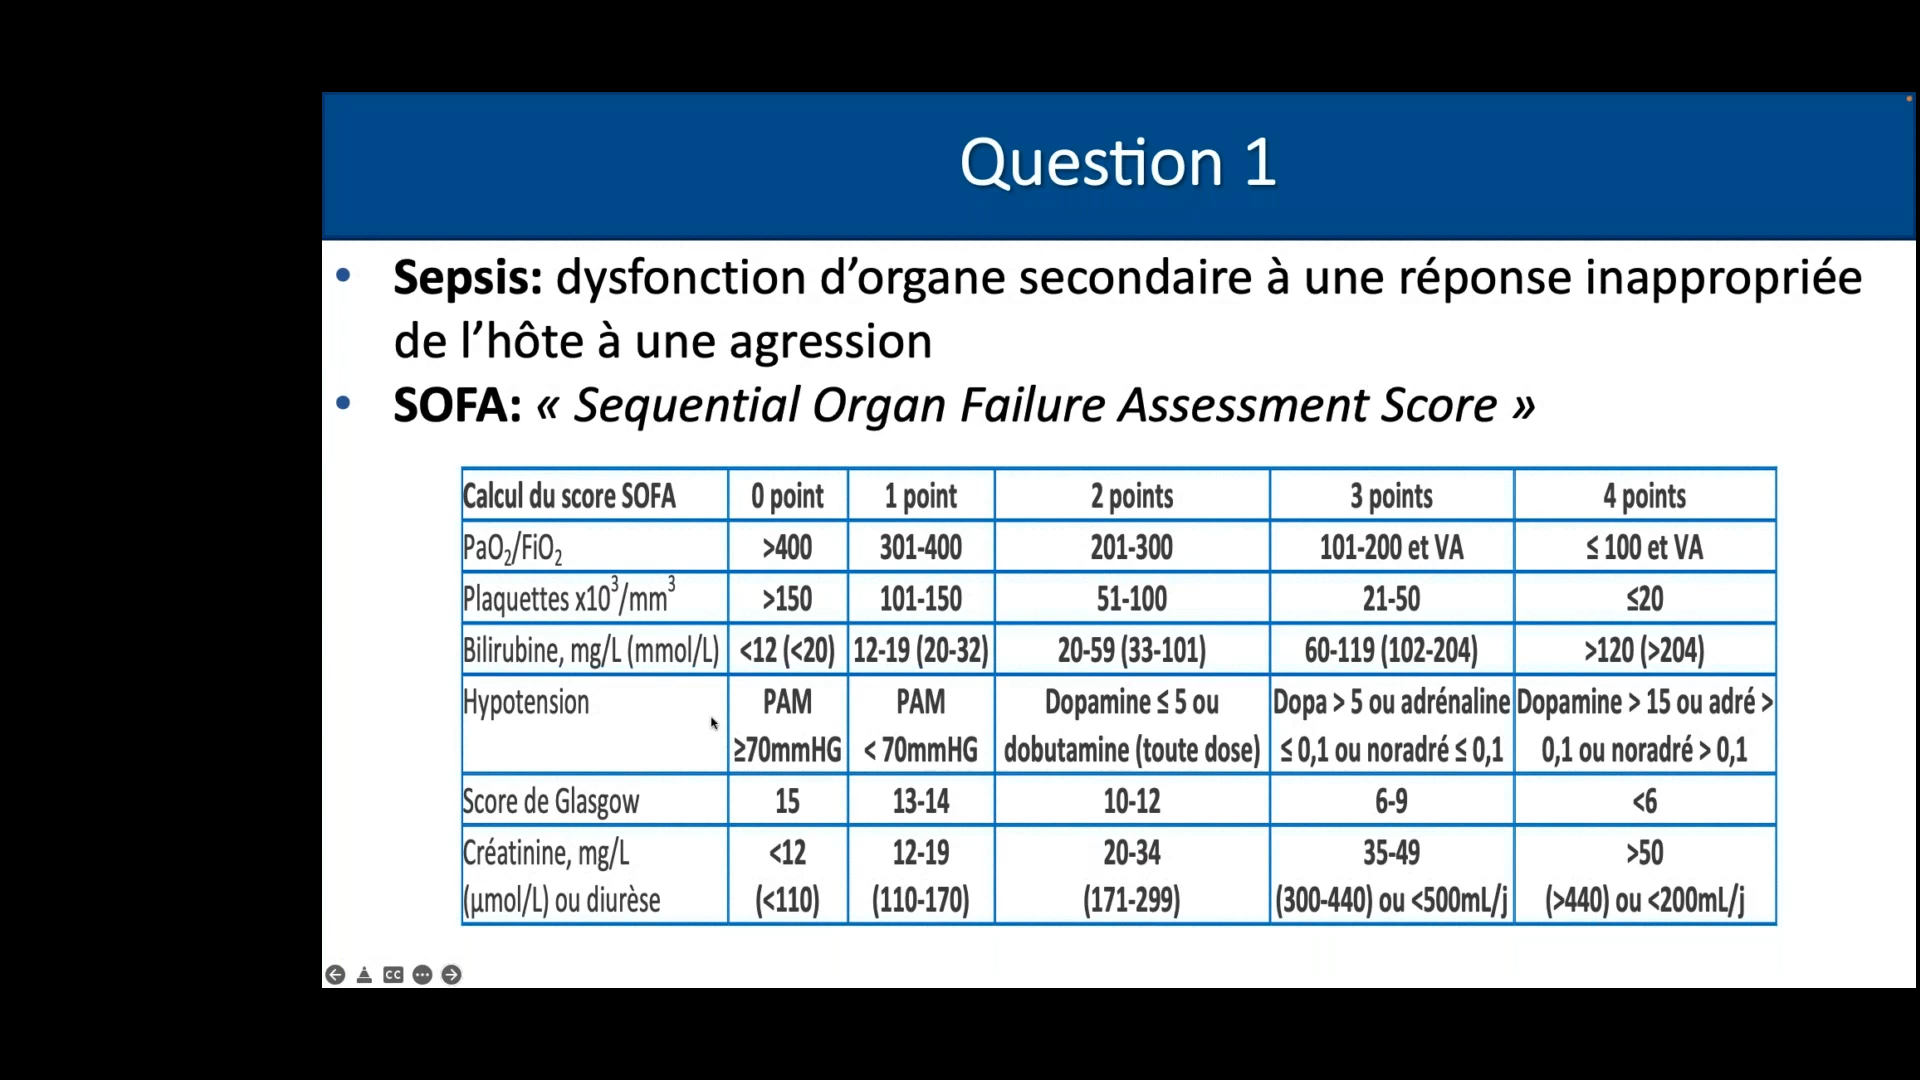 Question 1
• Sepsis: dysfonction d’organe secondaire à une réponse inappropriée
de l’hôte à une agression
• SOFA: « Sequential Organ Failure Assessment Score »
Calcul du score SOFA 0 point 1 point 2 points 3 points 4 points
PaO2/FiO2 >400 301-400 201-300 101-200 et VA ≤ 100 et VA
Plaquettes x10³/mm³ >150 101-150 51-100 21-50 ≤20
Bilirubine, mg/L (mmol/L) <12 (<20) 12-19 (20-32) 20-59 (33-101) 60-119 (102-204) >120 (>204)
Hypotension PAM PAM Dopamine ≤ 5 ou Dopa > 5 ou adrénaline Dopamine > 15 ou adré >
≥70mmHG < 70mmHG dobutamine (toute dose) ≤ 0,1 ou noradré ≤ 0,1 0,1 ou noradré > 0,1
Score de Glasgow 15 13-14 10-12 6-9 <6
Créatinine, mg/L <12 12-19 20-34 35-49 >50
(µmol/L) ou diurèse (<110) (110-170) (171-299) (300-440) ou <500mL/j (>440) ou <200mL/j
CC